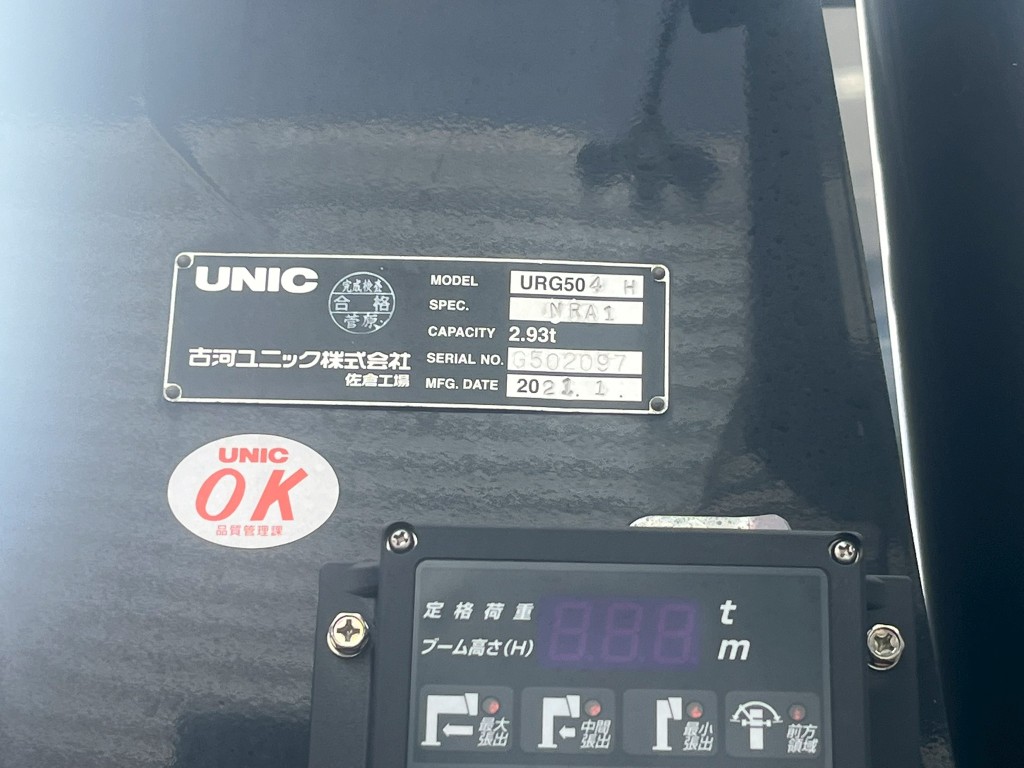 UNIC
完成検査
合格
菅原
古河ユニック株式会社
佐倉工場
MODEL URG504 H
SPEC. NRA1
CAPACITY 2.93t
SERIAL NO. G502097
MFG. DATE 2021. 1.
UNIC
OK
品質管理課
定格荷重 t
ブーム高さ(H) m
最大張出
中間張出
最小張出
前方領域